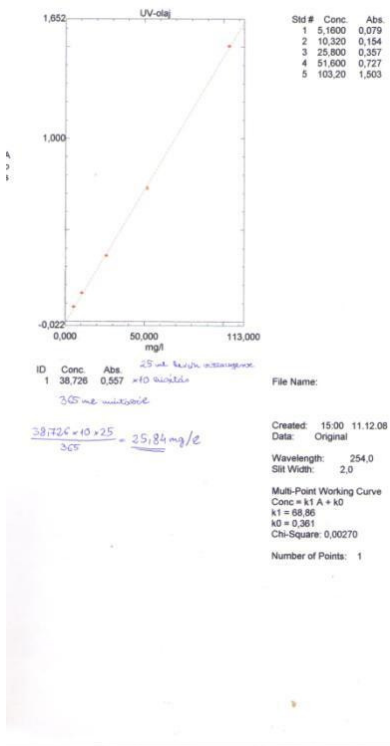 UV-olaj
1,652
1,000
-0,022
0,000 50,000 113,000
mg/l
Std # Conc. Abs.
1 5,1600 0,079
2 10,320 0,154
3 25,800 0,357
4 51,600 0,727
5 103,20 1,503
ID Conc. Abs. 25 ml
1 38,726 0,557 x10
365 ml
38,726 x 10 x 25
365
= 25,84 mg/l
File Name:
Created: 15:00 11.12.08
Data: Original
Wavelength: 254,0
Slit Width: 2,0
Multi-Point Working Curve
Conc = k1 A + k0
k1 = 68,86
k0 = 0,361
Chi-Square: 0,00270
Number of Points: 1